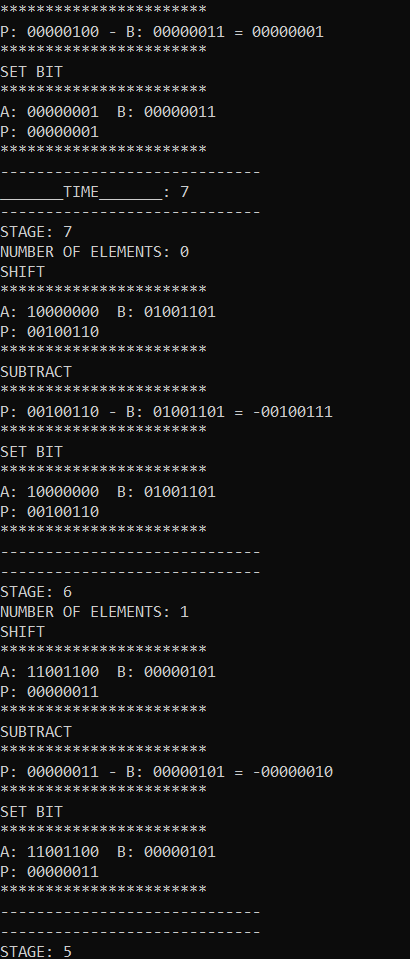 ***********************
P: 00000100 - B: 00000011 = 00000001
***********************
SET BIT
***********************
A: 00000001  B: 00000011
P: 00000001
***********************
-----------------------------
_______TIME_______: 7
-----------------------------
STAGE: 7
NUMBER OF ELEMENTS: 0
SHIFT
***********************
A: 10000000  B: 01001101
P: 00100110
***********************
SUBTRACT
***********************
P: 00100110 - B: 01001101 = -00100111
***********************
SET BIT
***********************
A: 10000000  B: 01001101
P: 00100110
***********************
-----------------------------
-----------------------------
STAGE: 6
NUMBER OF ELEMENTS: 1
SHIFT
***********************
A: 11001100  B: 00000101
P: 00000011
***********************
SUBTRACT
***********************
P: 00000011 - B: 00000101 = -00000010
***********************
SET BIT
***********************
A: 11001100  B: 00000101
P: 00000011
***********************
-----------------------------
-----------------------------
STAGE: 5